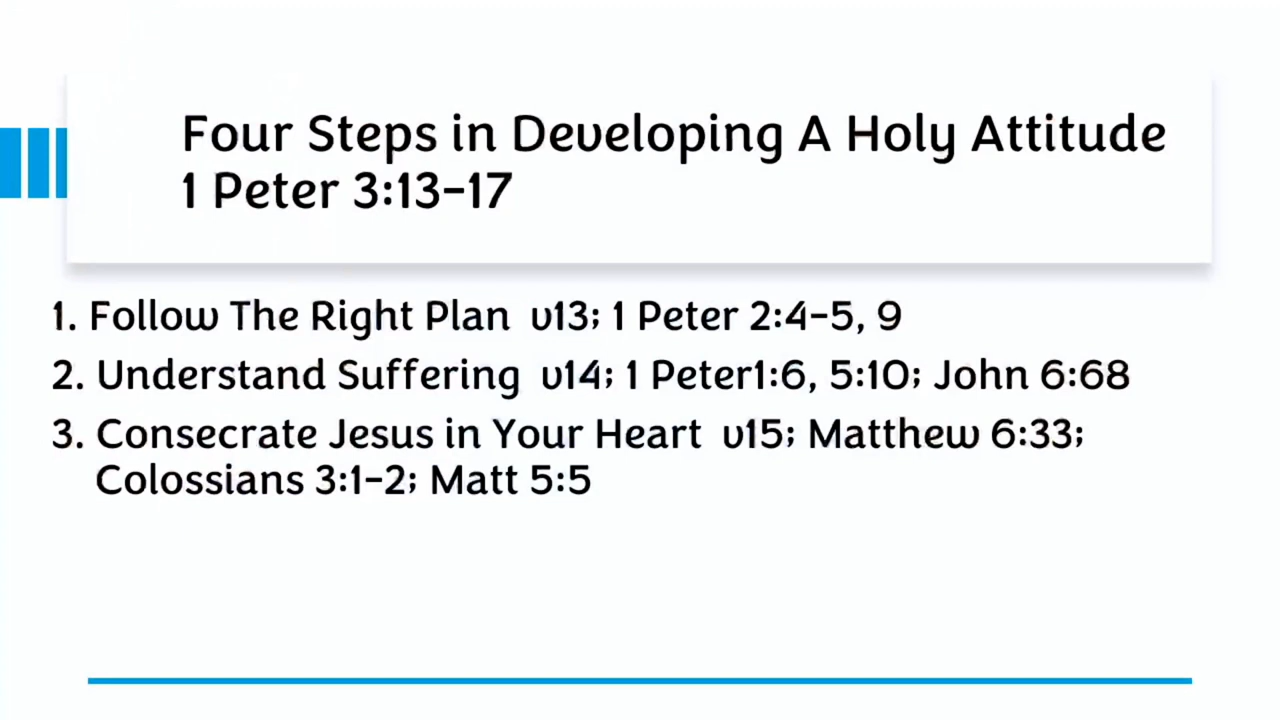 Four Steps in Developing A Holy Attitude
1 Peter 3:13-17
1. Follow The Right Plan v13; 1 Peter 2:4-5, 9
2. Understand Suffering v14; 1 Peter1:6, 5:10; John 6:68
3. Consecrate Jesus in Your Heart v15; Matthew 6:33;
Colossians 3:1-2; Matt 5:5